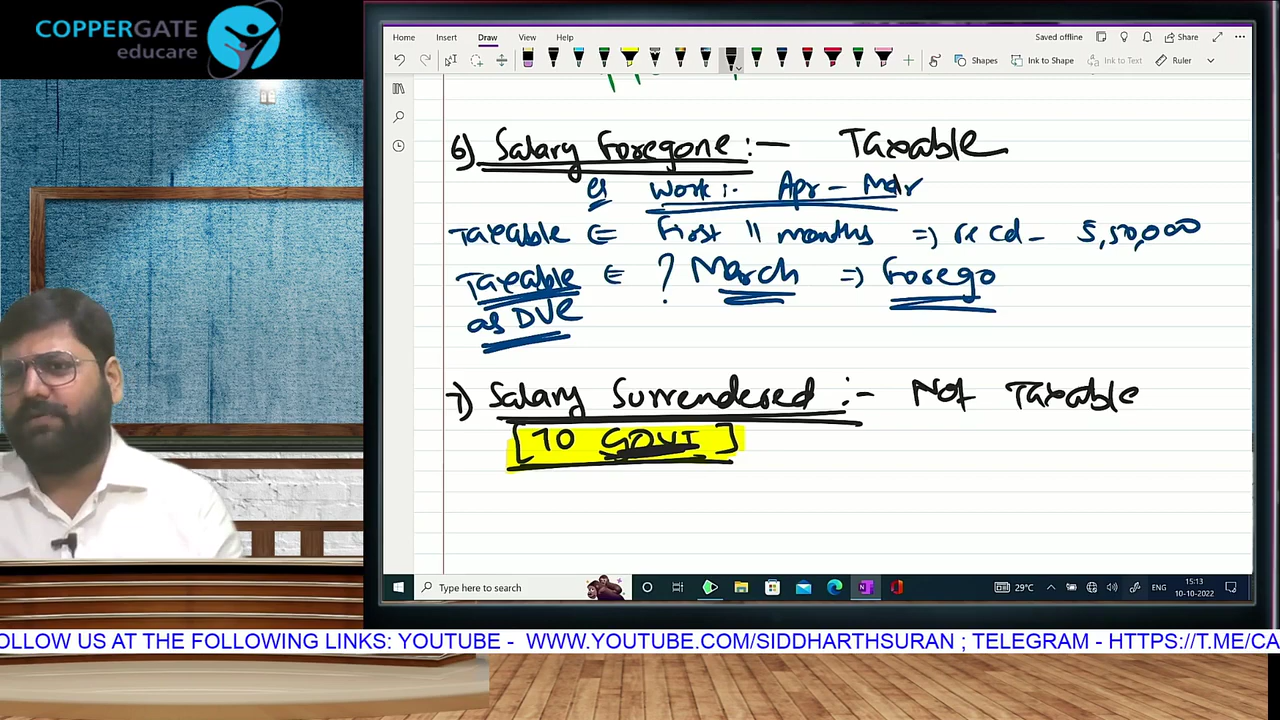 COPPERGATE
educare
Saved offline
Share
Home Insert Draw View Help
Shapes
Ink to Shape
Ink to Text
Ruler
6) Salary Foregone :- Taxable
Work :- Apr - Mar
Taxable ∈ First 11 months => recd - 5,50,000
Taxable ∈ ? March => Forego
as DVE
7) Salary Surrendered :- Not Taxable
[TO GOVT]
Type here to search
29°C
ENG
15:13
10-10-2022
OLLOW US AT THE FOLLOWING LINKS: YOUTUBE - WWW.YOUTUBE.COM/SIDDHARTHSURAN ; TELEGRAM - HTTPS://T.ME/CA